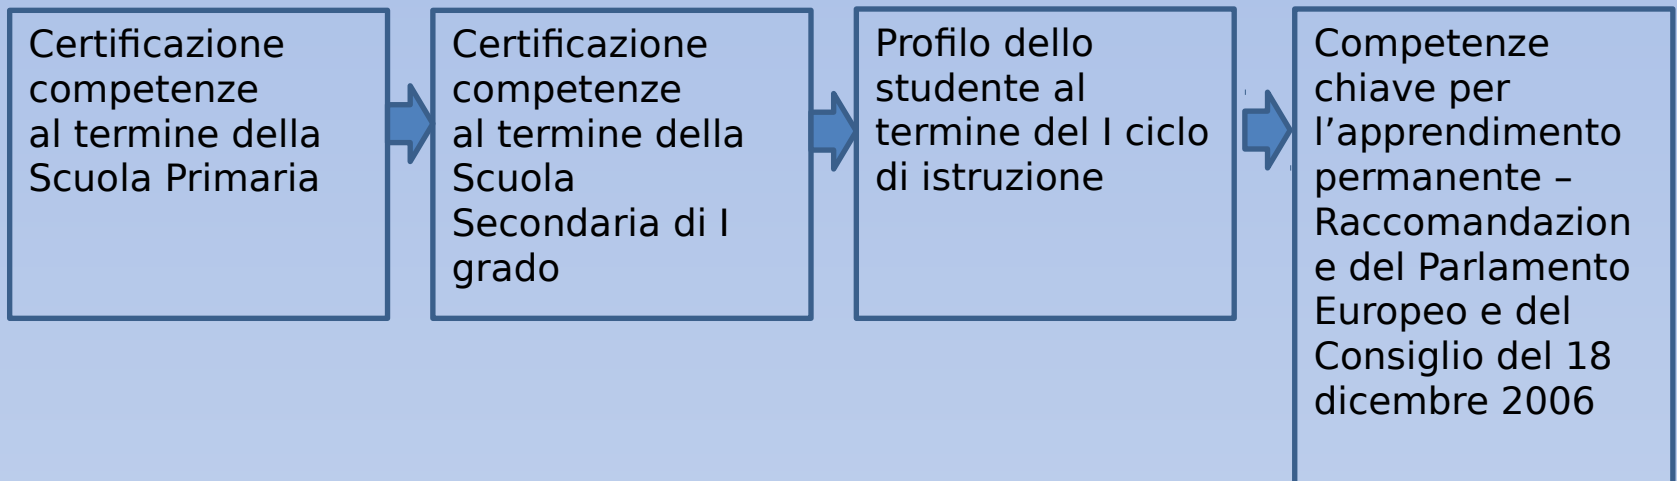 Certificazione
competenze
al termine della
Scuola Primaria
Certificazione
competenze
al termine della
Scuola
Secondaria di I
grado
Profilo dello
studente al
termine del I ciclo
di istruzione
Competenze
chiave per
l’apprendimento
permanente –
Raccomandazion
e del Parlamento
Europeo e del
Consiglio del 18
dicembre 2006